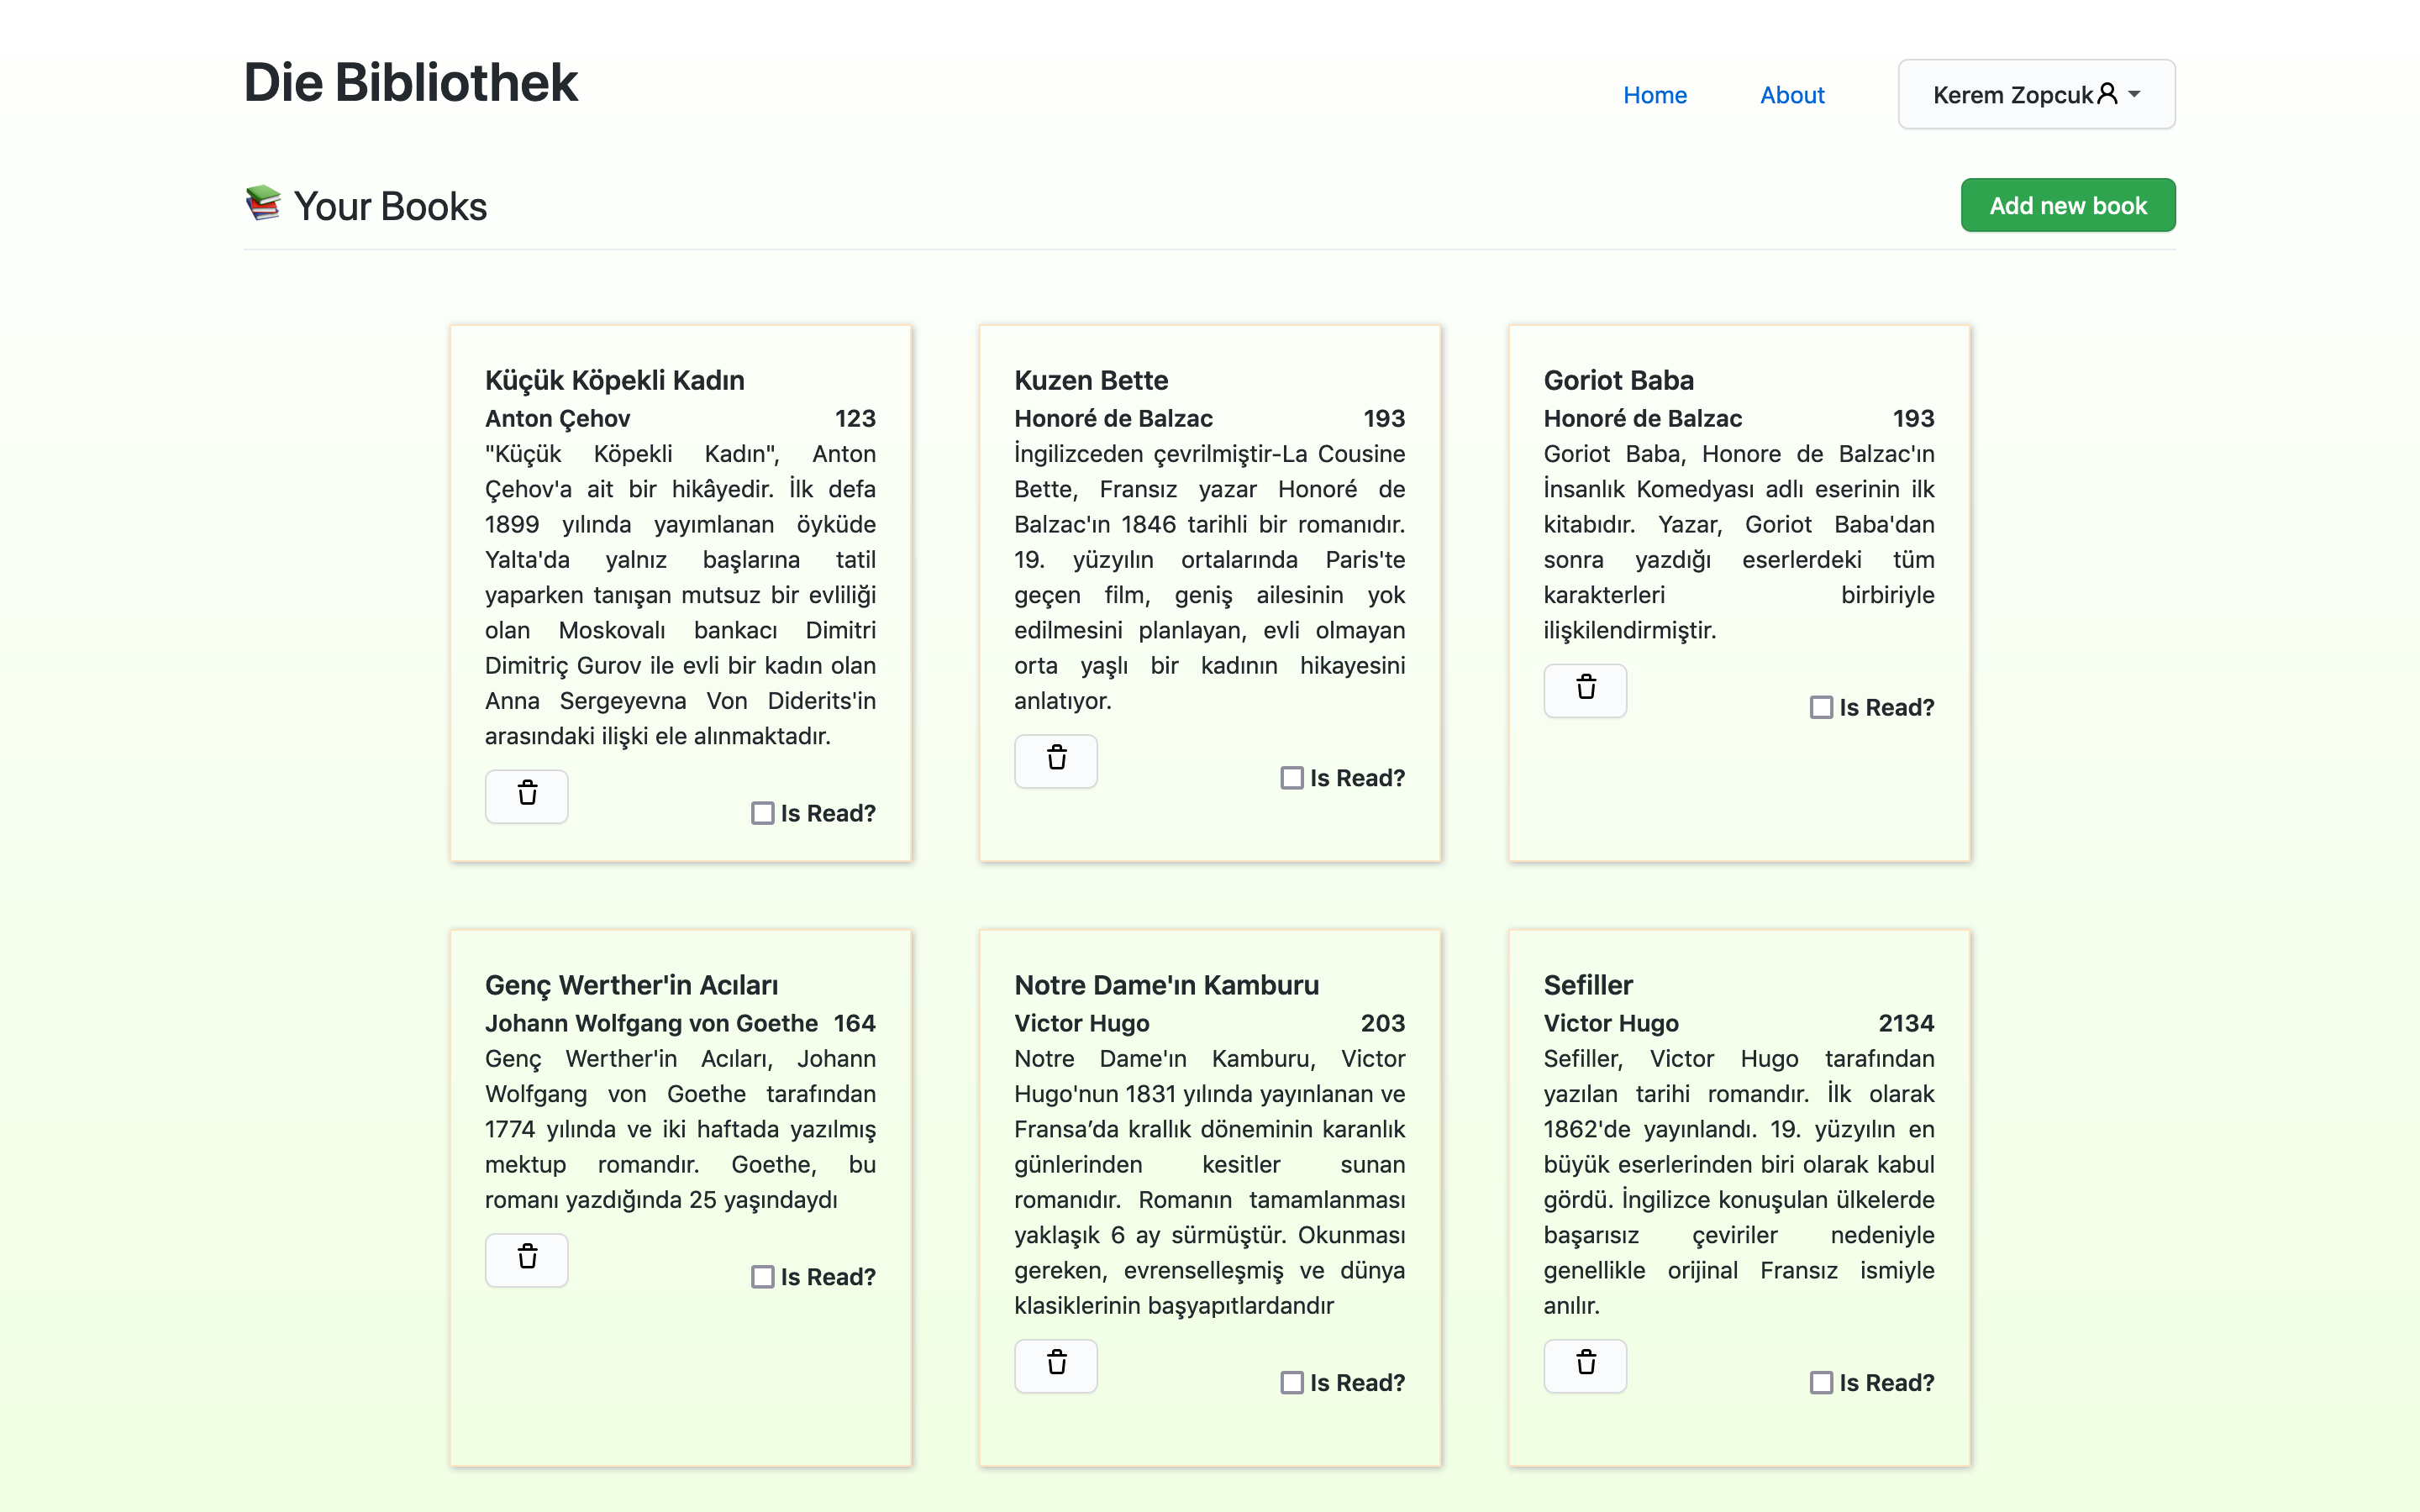 Die Bibliothek
Home
About
Kerem Zopcuk
📚 Your Books
Add new book
Küçük Köpekli Kadın
Anton Çehov 123
"Küçük Köpekli Kadın", Anton
Çehov'a ait bir hikâyedir. İlk defa
1899 yılında yayımlanan öyküde
Yalta'da yalnız başlarına tatil
yaparken tanışan mutsuz bir evliliği
olan Moskovalı bankacı Dimitri
Dimitriç Gurov ile evli bir kadın olan
Anna Sergeyevna Von Diderits'in
arasındaki ilişki ele alınmaktadır.
Is Read?
Kuzen Bette
Honoré de Balzac 193
İngilizceden çevrilmiştir-La Cousine
Bette, Fransız yazar Honoré de
Balzac'ın 1846 tarihli bir romanıdır.
19. yüzyılın ortalarında Paris'te
geçen film, geniş ailesinin yok
edilmesini planlayan, evli olmayan
orta yaşlı bir kadının hikayesini
anlatıyor.
Is Read?
Goriot Baba
Honoré de Balzac 193
Goriot Baba, Honore de Balzac'ın
İnsanlık Komedyası adlı eserinin ilk
kitabıdır. Yazar, Goriot Baba'dan
sonra yazdığı eserlerdeki tüm
karakterleri birbiriyle
ilişkilendirmiştir.
Is Read?
Genç Werther'in Acıları
Johann Wolfgang von Goethe 164
Genç Werther'in Acıları, Johann
Wolfgang von Goethe tarafından
1774 yılında ve iki haftada yazılmış
mektup romandır. Goethe, bu
romanı yazdığında 25 yaşındaydı
Is Read?
Notre Dame'ın Kamburu
Victor Hugo 203
Notre Dame'ın Kamburu, Victor
Hugo'nun 1831 yılında yayınlanan ve
Fransa’da krallık döneminin karanlık
günlerinden kesitler sunan
romanıdır. Romanın tamamlanması
yaklaşık 6 ay sürmüştür. Okunması
gereken, evrenselleşmiş ve dünya
klasiklerinin başyapıtlardandır
Is Read?
Sefiller
Victor Hugo 2134
Sefiller, Victor Hugo tarafından
yazılan tarihi romandır. İlk olarak
1862'de yayınlandı. 19. yüzyılın en
büyük eserlerinden biri olarak kabul
gördü. İngilizce konuşulan ülkelerde
başarısız çeviriler nedeniyle
genellikle orijinal Fransız ismiyle
anılır.
Is Read?